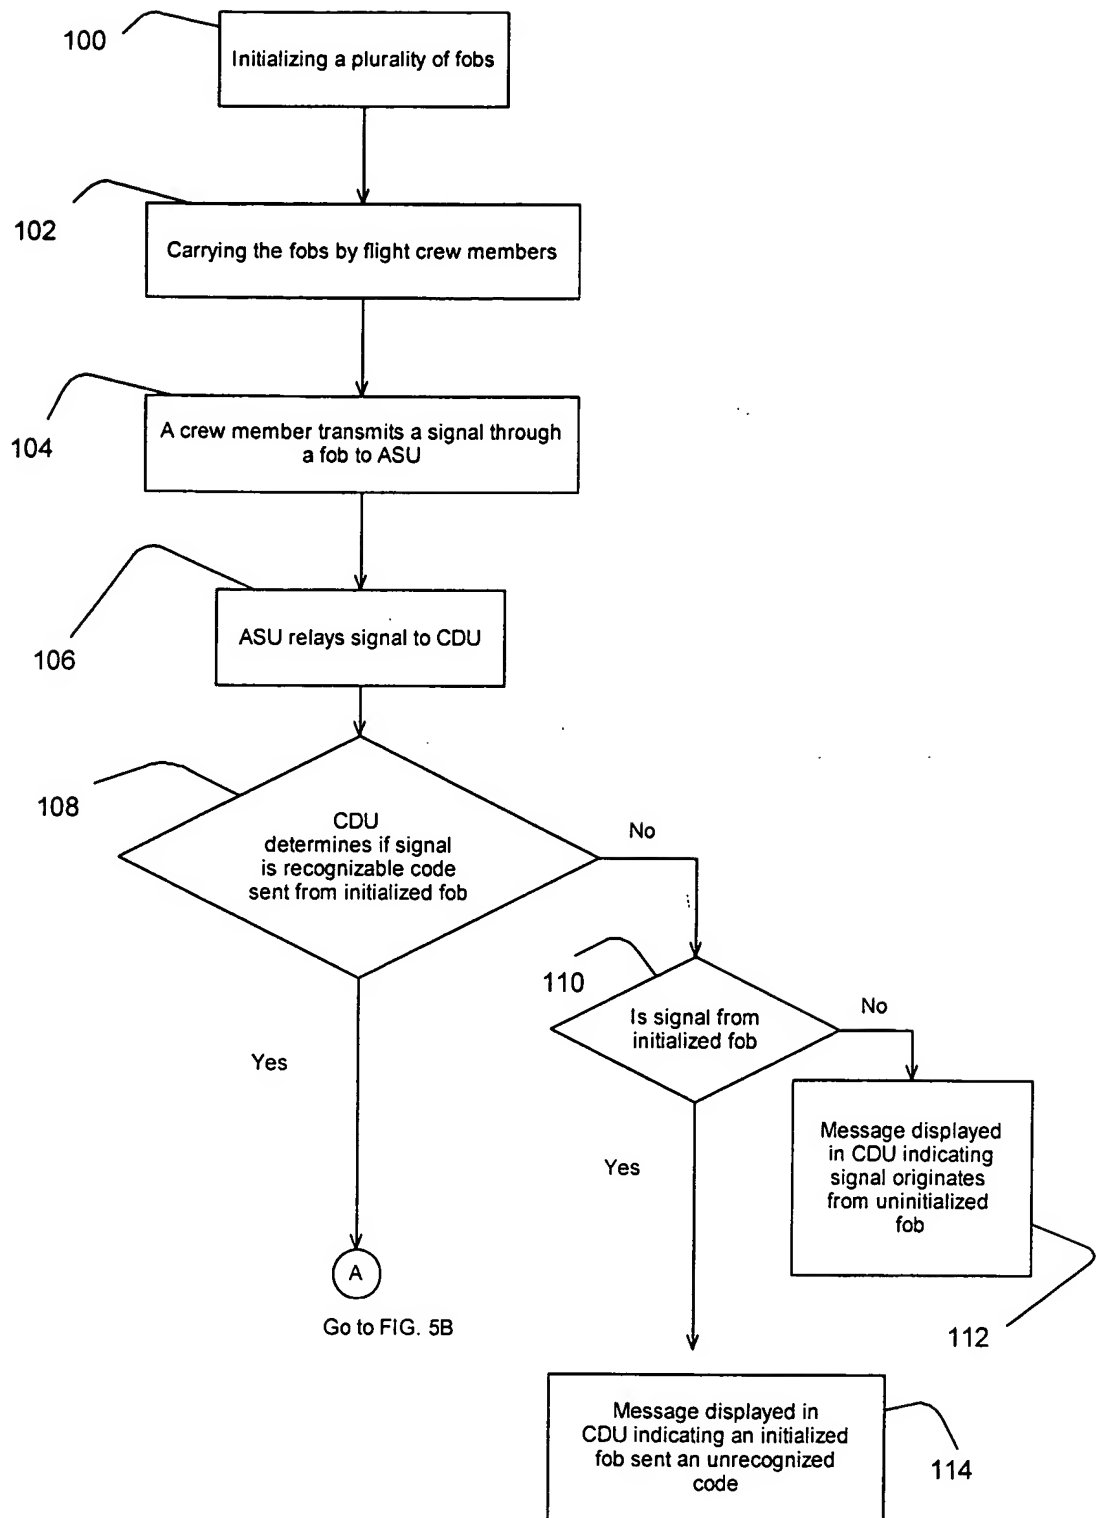 100
Initializing a plurality of fobs
102
Carrying the fobs by flight crew members
104
A crew member transmits a signal through
a fob to ASU
106
ASU relays signal to CDU
108
CDU
determines if signal
is recognizable code
sent from initialized fob
No
110
Is signal from
initialized fob
No
Yes
Message displayed
in CDU indicating
signal originates
from uninitialized
fob
Yes
A
Go to FIG. 5B
112
Message displayed in
CDU indicating an initialized
fob sent an unrecognized
code
114